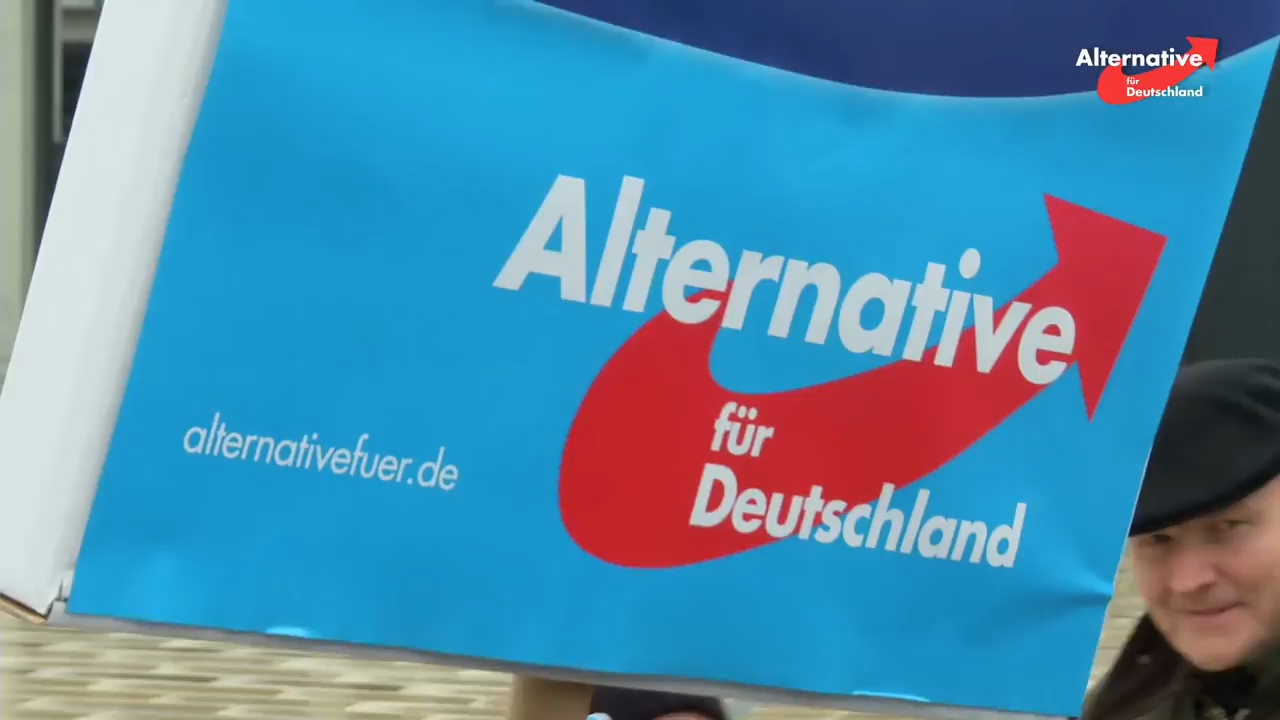 Alternative
für
Deutschland
Alternative
für
Deutschland
alternativefuer.de